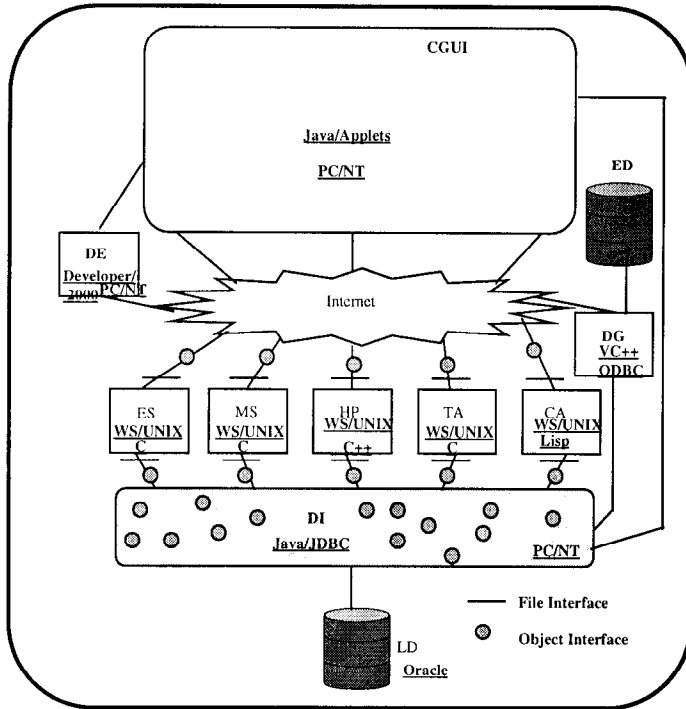 CGUI
Java/Applets
PC/NT
ED
DE
Developer/
2000 PC/NT
Internet
DG
VC++
ODBC
ES
WS/UNIX
C
MS
WS/UNIX
C
HP
WS/UNIX
C++
TA
WS/UNIX
C
CA
WS/UNIX
Lisp
DI
Java/JDBC
PC/NT
File Interface
Object Interface
LD
Oracle